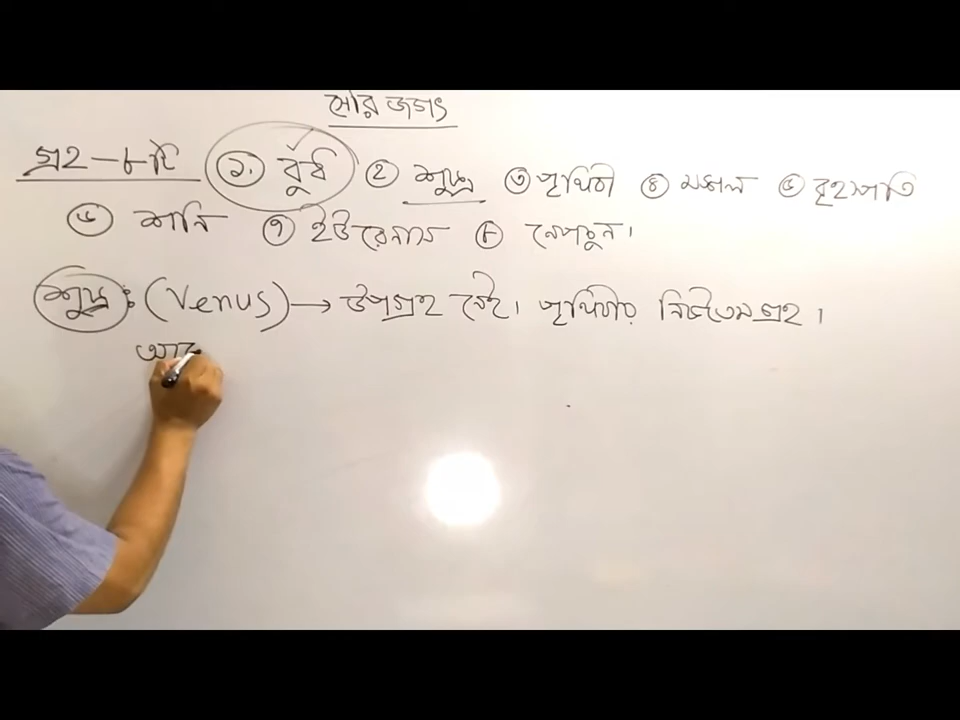 সৌর জগৎ
গ্রহ - ৮টি ১. বুধ ২ শুক্র ৩ পৃথিবী ৪ মঙ্গল ৫ বৃহস্পতি
৬ শনি ৭ ইউরেনাস ৮ নেপচুন।
শুক্র : (Venus) → উপগ্রহ নেই। পৃথিবীর নিকটতম গ্রহ।